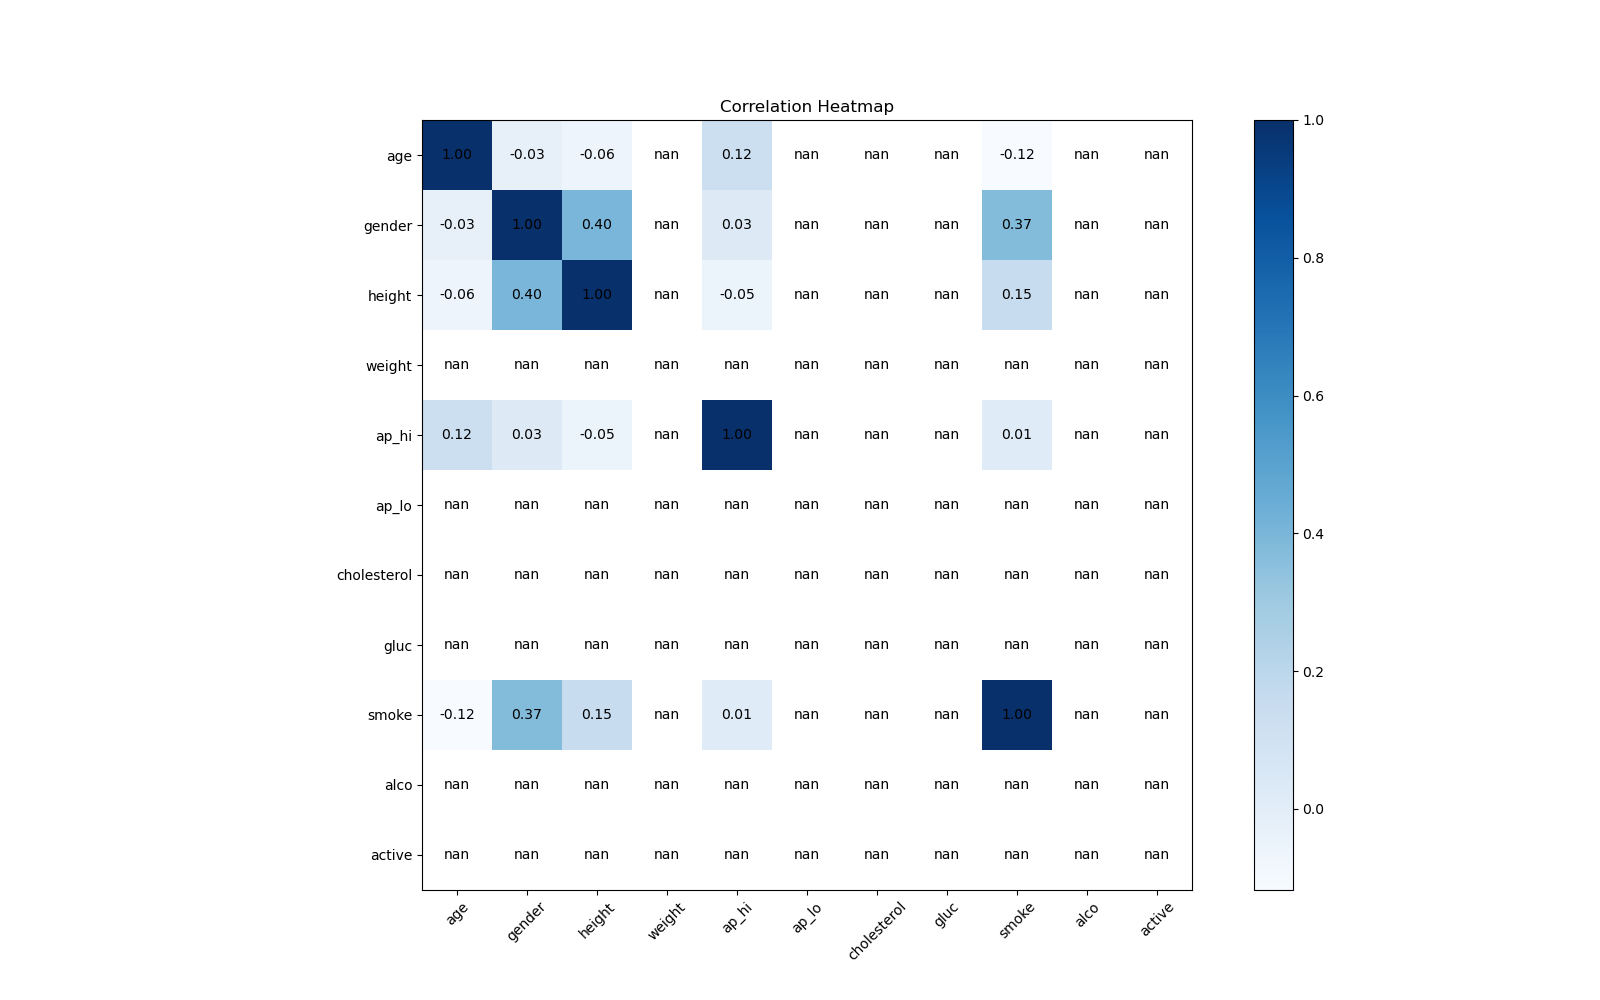 Correlation Heatmap
age 1.00 -0.03 -0.06 nan 0.12 nan nan nan -0.12 nan nan
gender -0.03 1.00 0.40 nan 0.03 nan nan nan 0.37 nan nan
height -0.06 0.40 1.00 nan -0.05 nan nan nan 0.15 nan nan
weight nan nan nan nan nan nan nan nan nan nan nan
ap_hi 0.12 0.03 -0.05 nan 1.00 nan nan nan 0.01 nan nan
ap_lo nan nan nan nan nan nan nan nan nan nan nan
cholesterol nan nan nan nan nan nan nan nan nan nan nan
gluc nan nan nan nan nan nan nan nan nan nan nan
smoke -0.12 0.37 0.15 nan 0.01 nan nan nan 1.00 nan nan
alco nan nan nan nan nan nan nan nan nan nan nan
active nan nan nan nan nan nan nan nan nan nan nan
age gender height weight ap_hi ap_lo cholesterol gluc smoke alco active
1.0
0.8
0.6
0.4
0.2
0.0